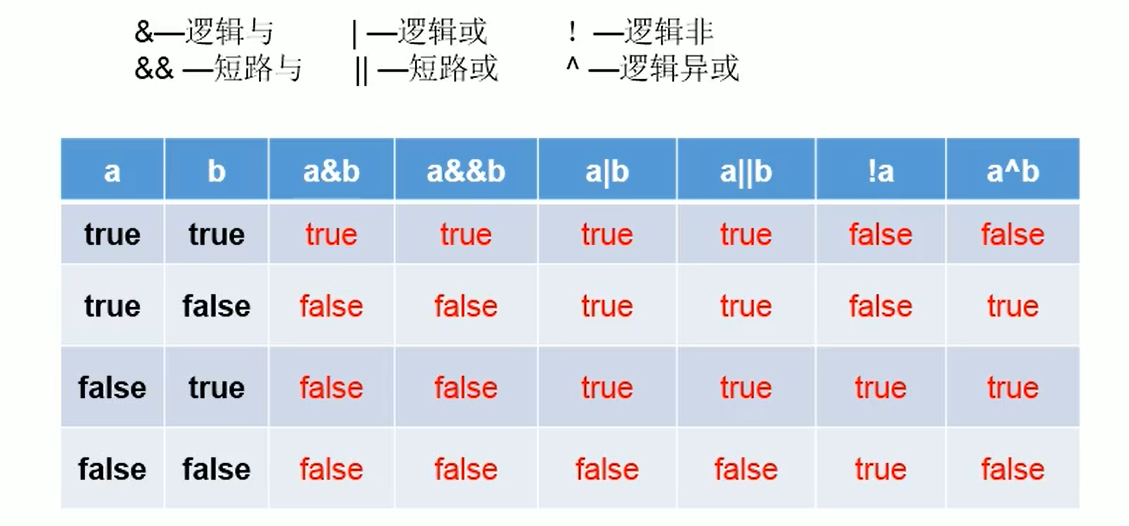 &—逻辑与 | —逻辑或 ! —逻辑非
&& —短路与 || —短路或 ^ —逻辑异或
a b a&b a&&b a|b a||b !a a^b
true true true true true true false false
true false false false true true false true
false true false false true true true true
false false false false false false true false